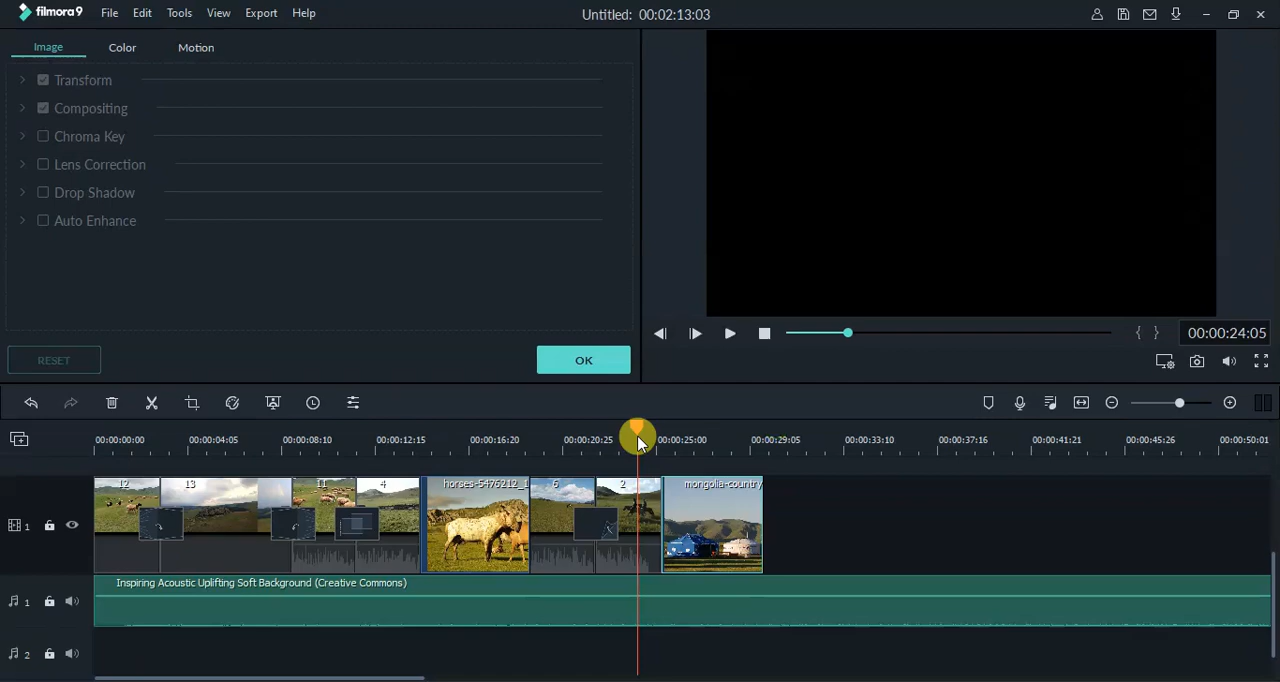 filmora9 File Edit Tools View Export Help Untitled: 00:02:13:03
Image Color Motion
Transform
Compositing
Chroma Key
Lens Correction
Drop Shadow
Auto Enhance
00:00:24:05
RESET OK
00:00:00:00 00:00:04:05 00:00:08:10 00:00:12:15 00:00:16:20 00:00:20:25 00:00:25:00 00:00:29:05 00:00:33:10 00:00:37:16 00:00:41:21 00:00:45:26 00:00:50:01
12 13 11 4 horses-5476212_1 6 2 mongolia-country
1
Inspiring Acoustic Uplifting Soft Background (Creative Commons)
1
2